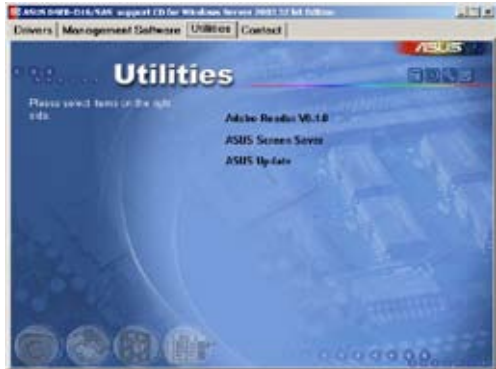 ASUS DSEB-D16/SAS support CD for Windows Server 2003 32 bit Edition
Drivers Management Software Utilities Contact
ASUS
Utilities
Please select items on the right side.
Adobe Reader V8.1.0
ASUS Screen Saver
ASUS Update